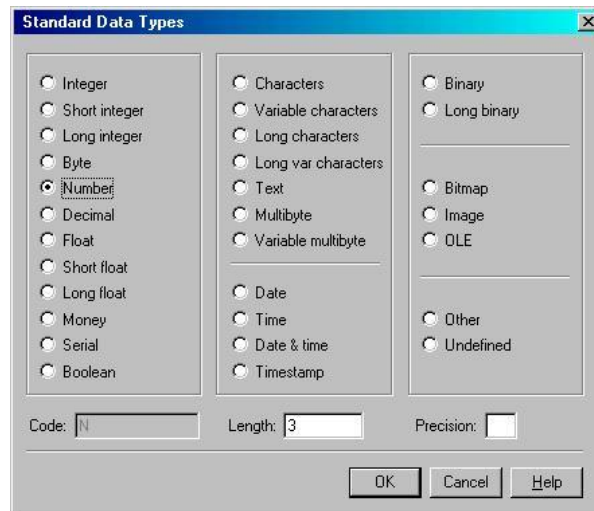 Standard Data Types
Integer
Short integer
Long integer
Byte
Number
Decimal
Float
Short float
Long float
Money
Serial
Boolean
Characters
Variable characters
Long characters
Long var characters
Text
Multibyte
Variable multibyte
Date
Time
Date & time
Timestamp
Binary
Long binary
Bitmap
Image
OLE
Other
Undefined
Code: N
Length: 3
Precision:
OK
Cancel
Help